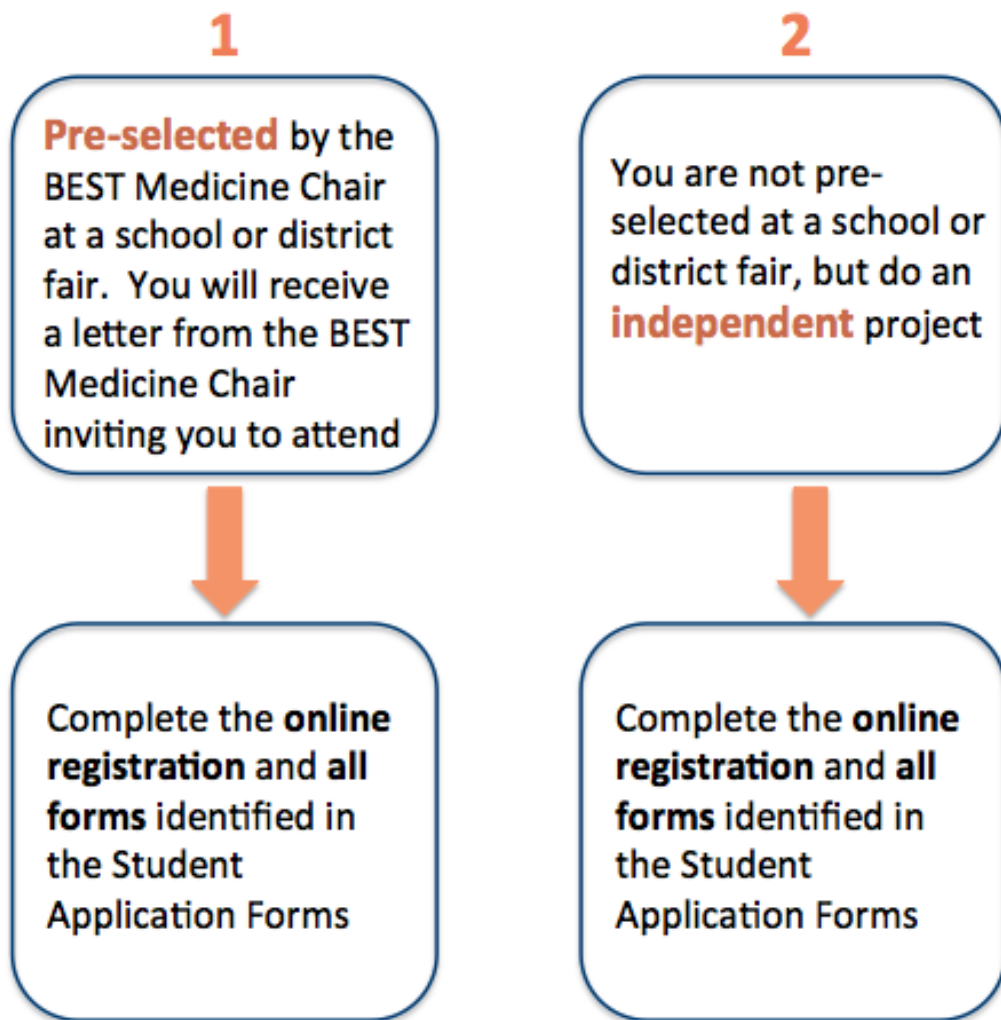 1
Pre-selected by the
BEST Medicine Chair
at a school or district
fair.  You will receive
a letter from the BEST
Medicine Chair
inviting you to attend
Complete the online
registration and all
forms identified in
the Student
Application Forms
2
You are not pre-
selected at a school or
district fair, but do an
independent project
Complete the online
registration and all
forms identified in
the Student
Application Forms